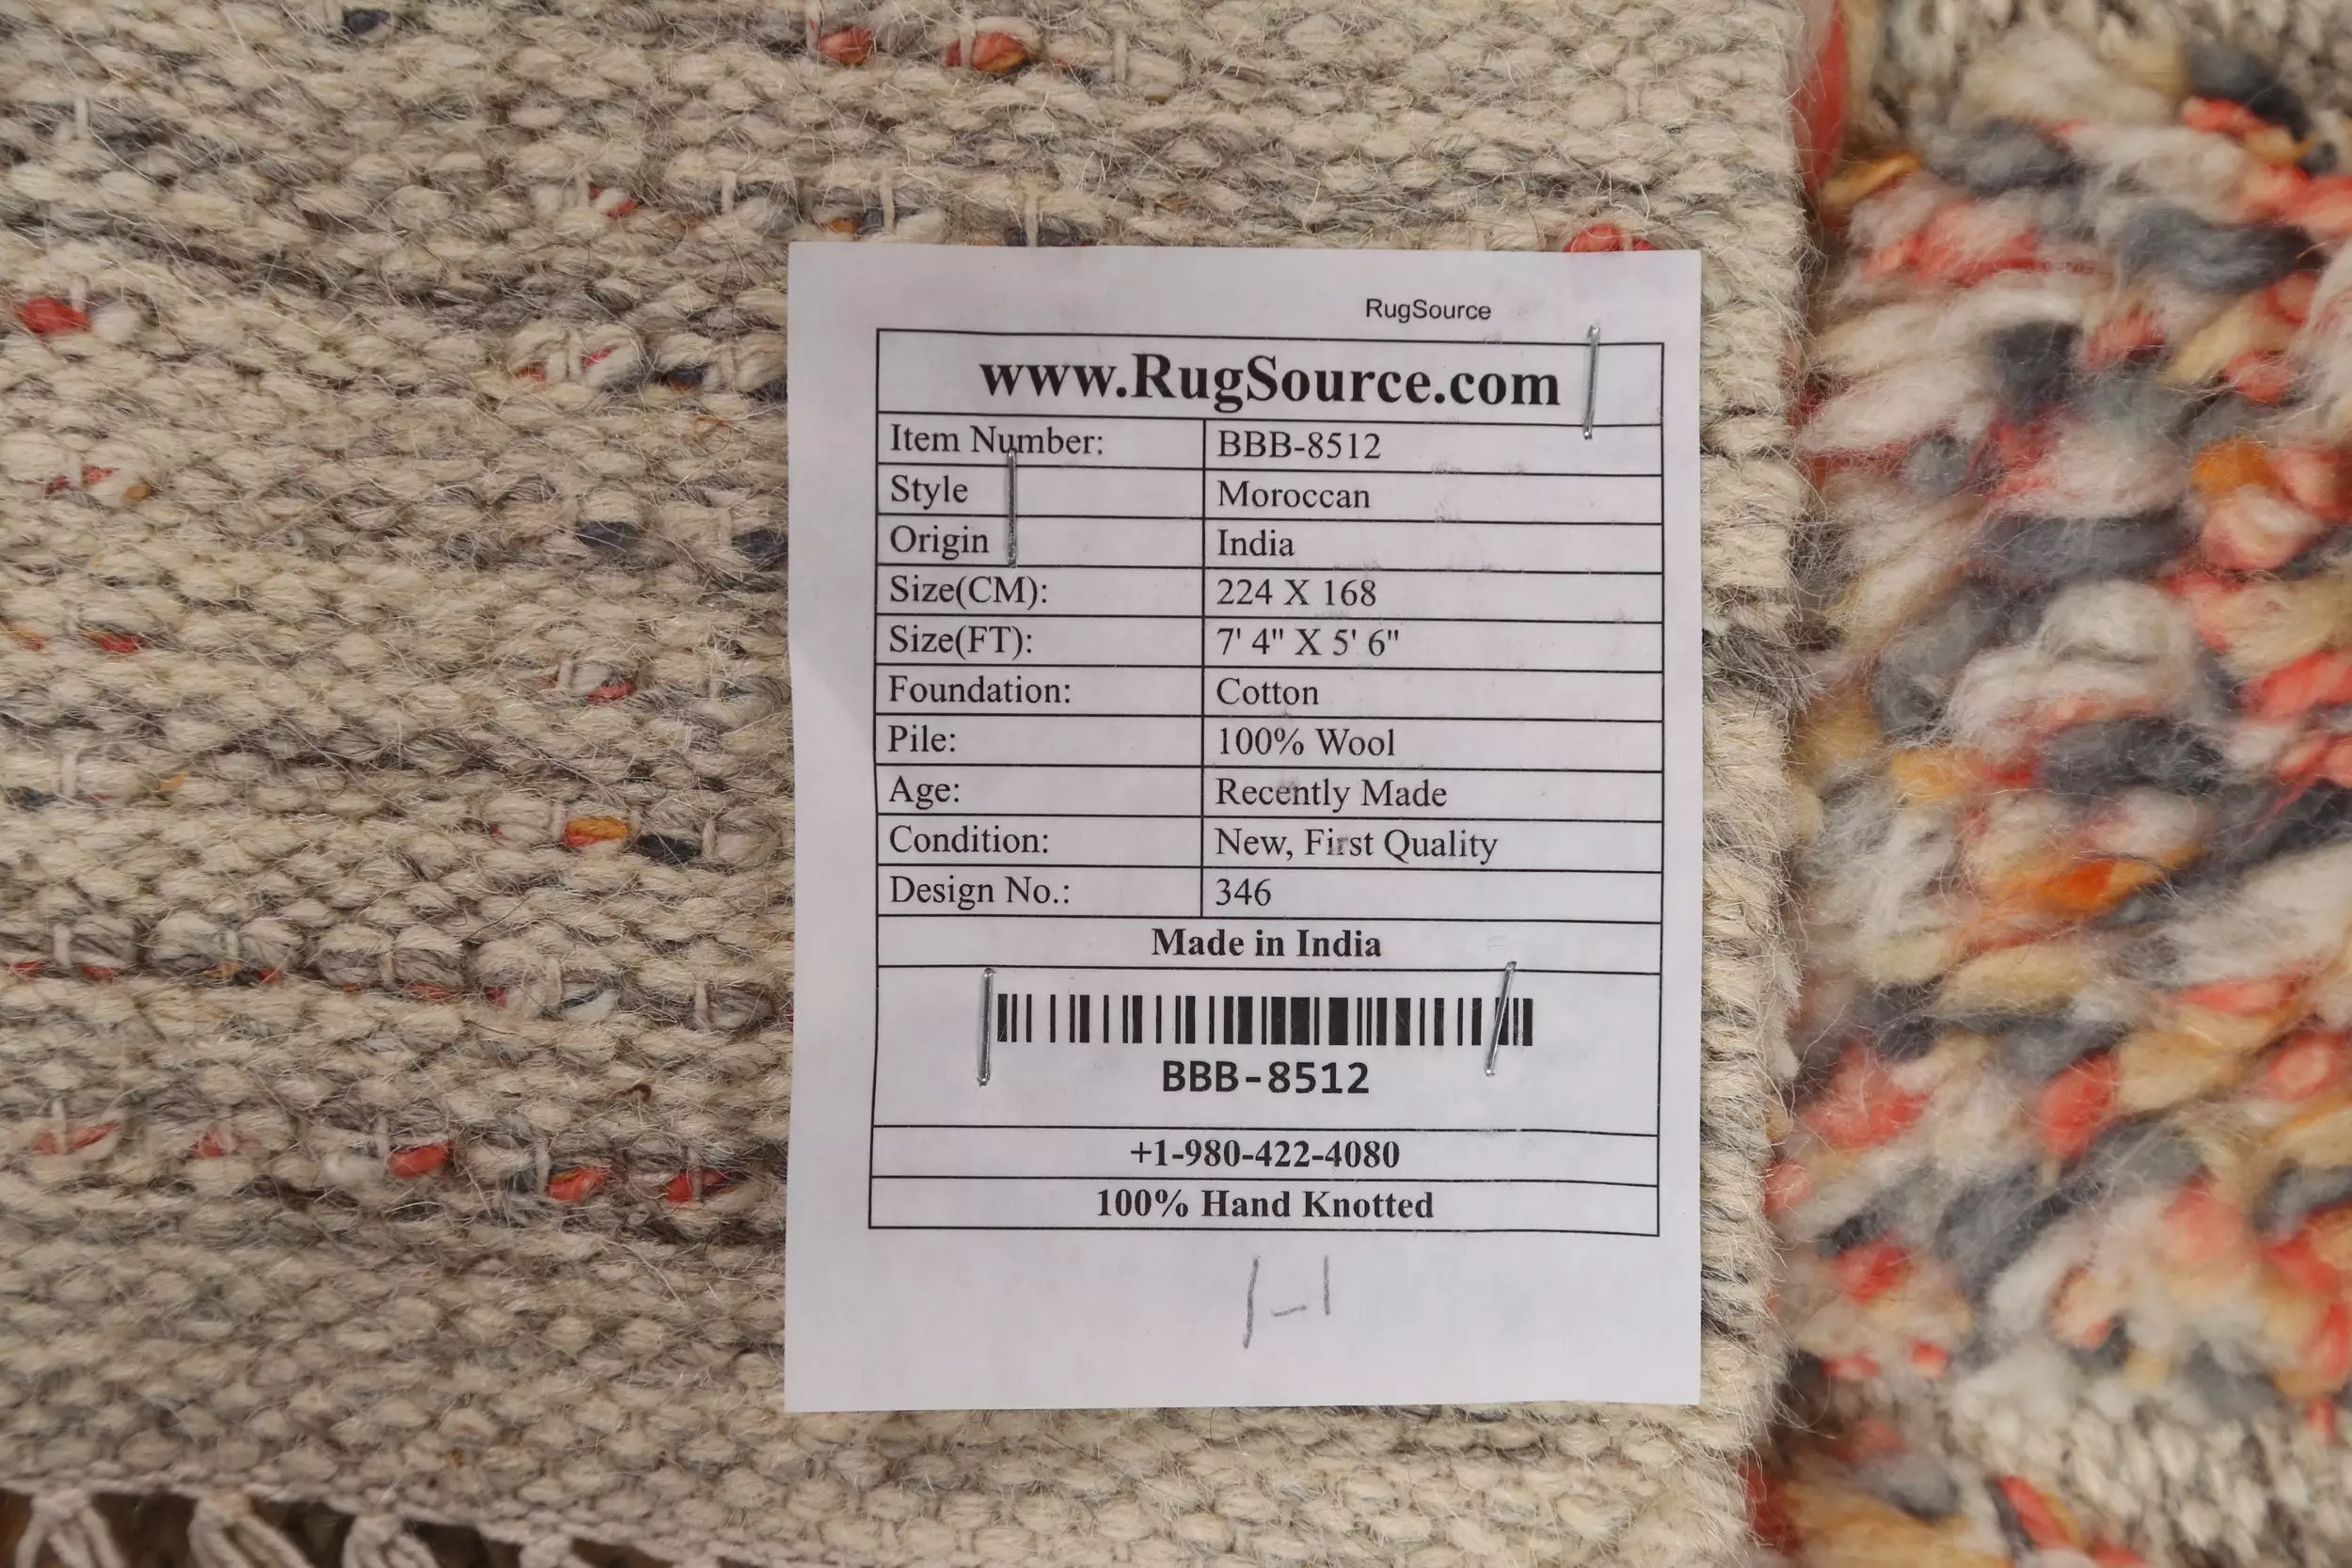 RugSource
www.RugSource.com
Item Number: BBB-8512
Style Moroccan
Origin India
Size(CM): 224 X 168
Size(FT): 7' 4" X 5' 6"
Foundation: Cotton
Pile: 100% Wool
Age: Recently Made
Condition: New, First Quality
Design No.: 346
Made in India
BBB-8512
+1-980-422-4080
100% Hand Knotted
1-1